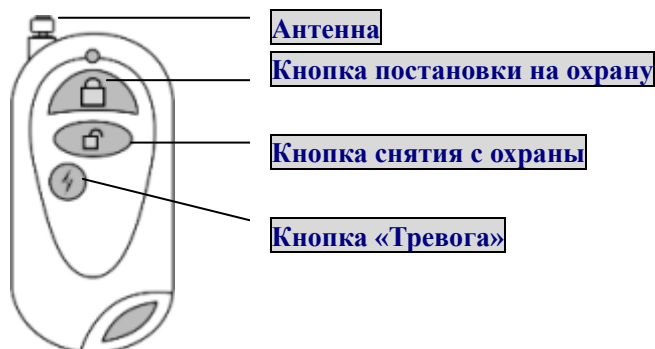 Антенна
Кнопка постановки на охрану
Кнопка снятия с охраны
Кнопка «Тревога»